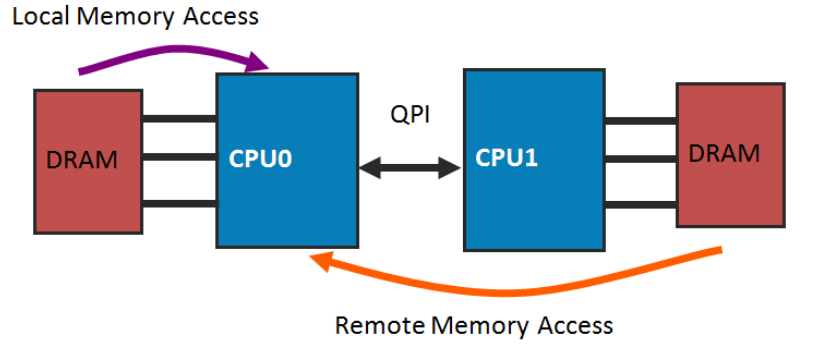 Local Memory Access
QPI
DRAM
CPU0
CPU1
DRAM
Remote Memory Access